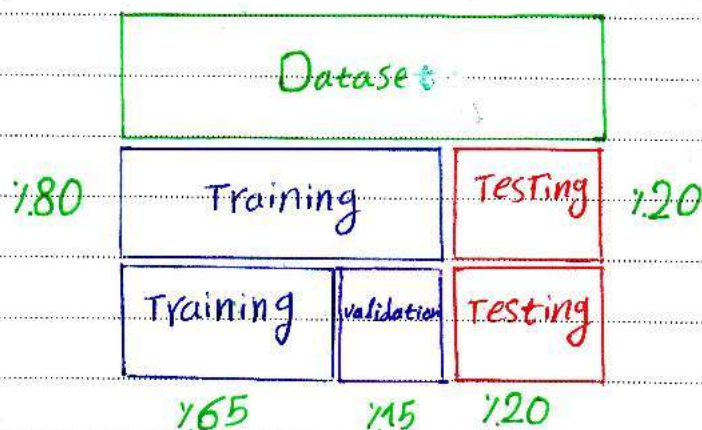 Dataset
%80 Training Testing %20
Training validation Testing
%65 %15 %20